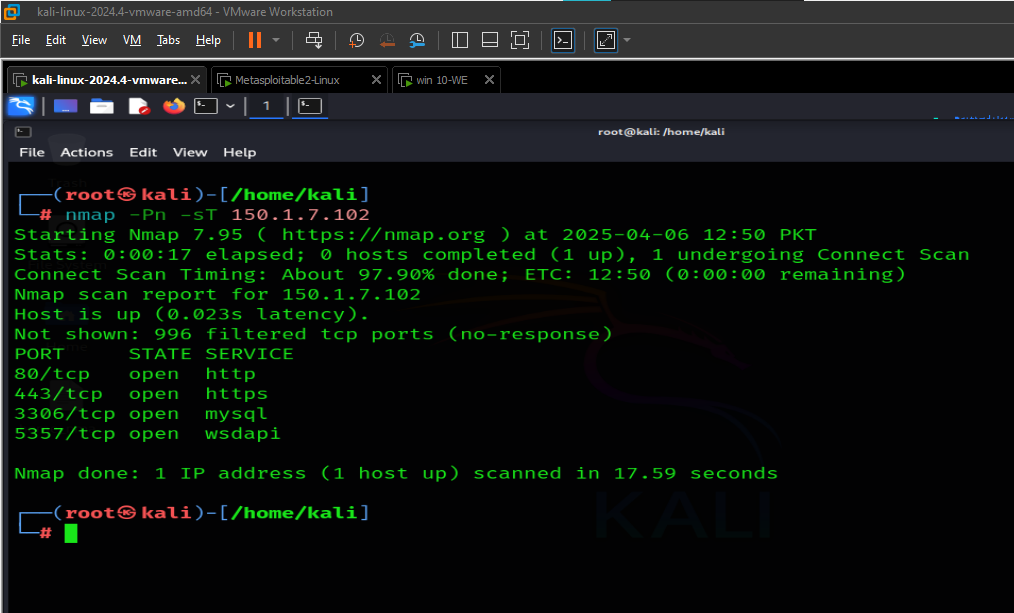 kali-linux-2024.4-vmware-amd64 - VMware Workstation
File Edit View VM Tabs Help
kali-linux-2024.4-vmware... Metasploitable2-Linux win 10-WE
1
root@kali: /home/kali
File Actions Edit View Help
┌──(root㉿kali)-[/home/kali]
└─# nmap -Pn -sT 150.1.7.102
Starting Nmap 7.95 ( https://nmap.org ) at 2025-04-06 12:50 PKT
Stats: 0:00:17 elapsed; 0 hosts completed (1 up), 1 undergoing Connect Scan
Connect Scan Timing: About 97.90% done; ETC: 12:50 (0:00:00 remaining)
Nmap scan report for 150.1.7.102
Host is up (0.023s latency).
Not shown: 996 filtered tcp ports (no-response)
PORT     STATE SERVICE
80/tcp   open  http
443/tcp  open  https
3306/tcp open  mysql
5357/tcp open  wsdapi
Nmap done: 1 IP address (1 host up) scanned in 17.59 seconds
┌──(root㉿kali)-[/home/kali]
└─#
KALI